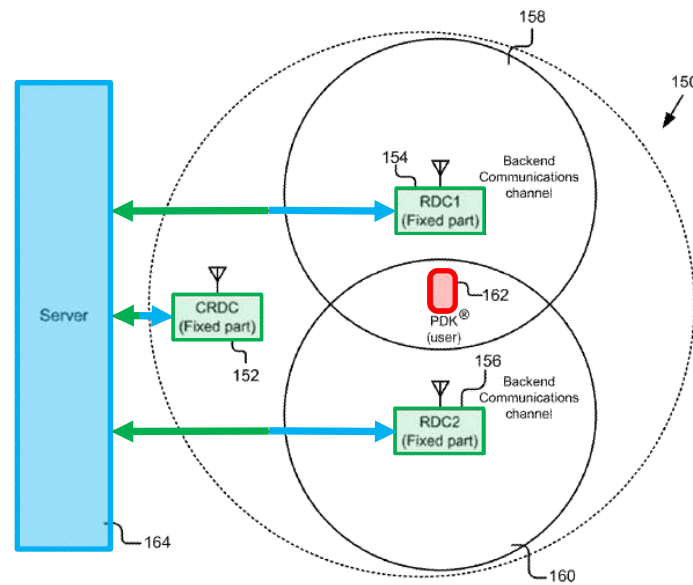 158
150
154
RDC1
(Fixed part)
Backend
Communications
channel
Server
CRDC
(Fixed part)
152
162
PDK®
(user)
156
RDC2
(Fixed part)
Backend
Communications
channel
164
160